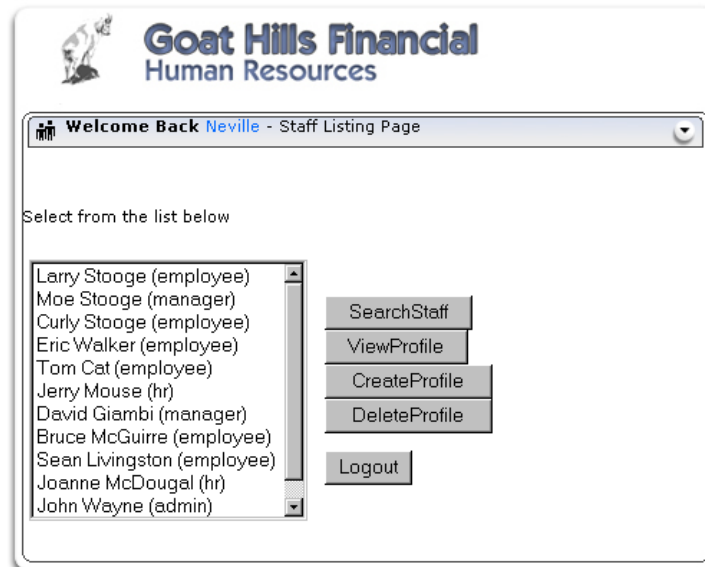 Goat Hills Financial
Human Resources
Welcome Back Neville - Staff Listing Page
Select from the list below
Larry Stooge (employee)
Moe Stooge (manager)
Curly Stooge (employee)
Eric Walker (employee)
Tom Cat (employee)
Jerry Mouse (hr)
David Giambi (manager)
Bruce McGuirre (employee)
Sean Livingston (employee)
Joanne McDougal (hr)
John Wayne (admin)
SearchStaff
ViewProfile
CreateProfile
DeleteProfile
Logout